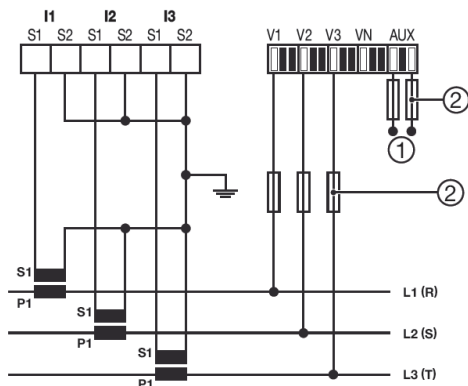 I1 I2 I3
S1 S2 S1 S2 S1 S2
V1 V2 V3 VN AUX
2
1
2
S1
P1
L1 (R)
S1
P1
L2 (S)
S1
P1
L3 (T)